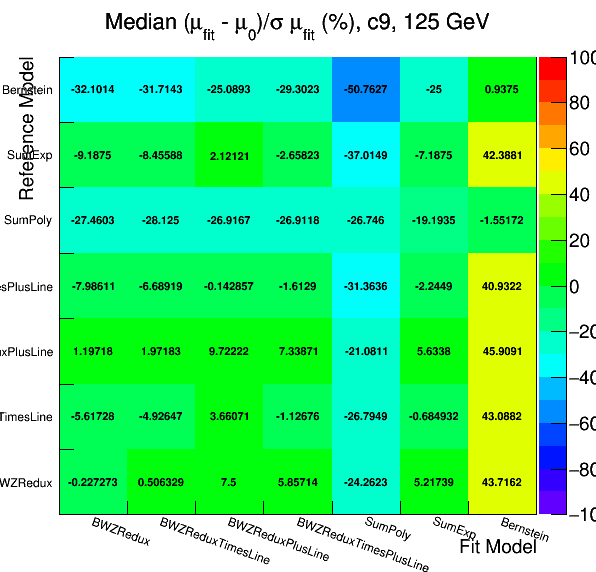 Median (μfit - μ0)/σ μfit (%), c9, 125 GeV
Reference Model
Bernstein -32.1014 -31.7143 -25.0893 -29.3023 -50.7627 -25 0.9375
SumExp -9.1875 -8.45588 2.12121 -2.65823 -37.0149 -7.1875 42.3881
SumPoly -27.4603 -28.125 -26.9167 -26.9118 -26.746 -19.1935 -1.55172
esPlusLine -7.98611 -6.68919 -0.142857 -1.6129 -31.3636 -2.2449 40.9322
uxPlusLine 1.19718 1.97183 9.72222 7.33871 -21.0811 5.6338 45.9091
TimesLine -5.61728 -4.92647 3.66071 -1.12676 -26.7949 -0.684932 43.0882
WZRedux -0.227273 0.506329 7.5 5.85714 -24.2623 5.21739 43.7162
BWZRedux BWZReduxTimesLine BWZReduxPlusLine BWZReduxTimesPlusLine SumPoly SumExp Bernstein
Fit Model
100
80
60
40
20
0
-20
-40
-60
-80
-10